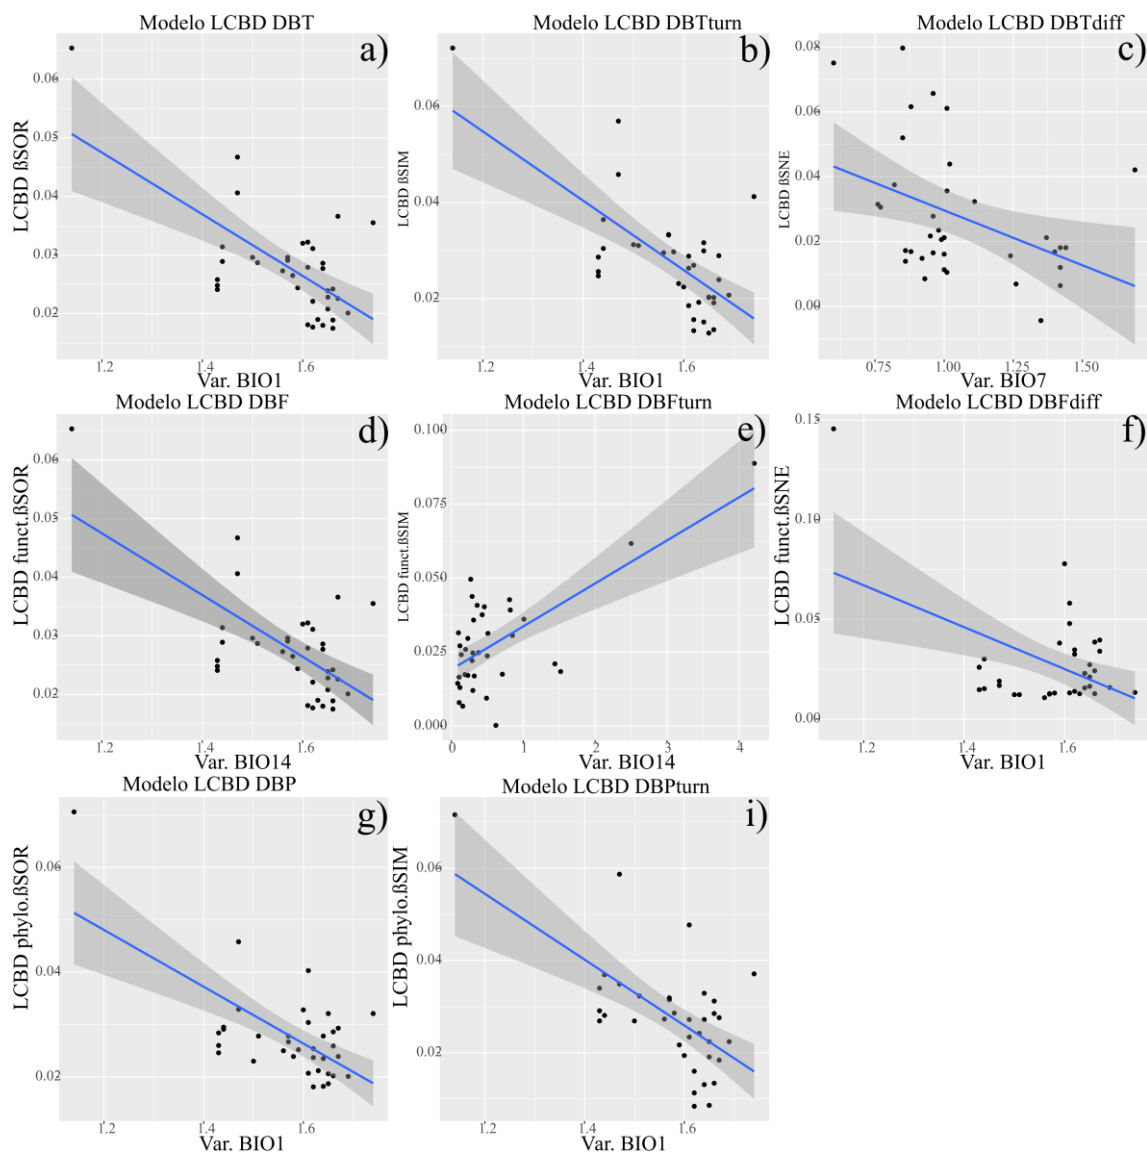 Modelo LCBD DBT
a)
LCBD ßSOR
0.06
0.05
0.04
0.03
0.02
1.2
1.4
1.6
Var. BIO1
Modelo LCBD DBTturn
b)
LCBD ßSIM
0.06
0.04
0.02
1.2
1.4
1.6
Var. BIO1
Modelo LCBD DBTdiff
c)
LCBD ßSNE
0.08
0.06
0.04
0.02
0.00
0.75
1.00
1.25
1.50
Var. BIO7
Modelo LCBD DBF
d)
LCBD funct.ßSOR
0.06
0.05
0.04
0.03
0.02
1.2
1.4
1.6
Var. BIO14
Modelo LCBD DBFturn
e)
LCBD funct.ßSIM
0.100
0.075
0.050
0.025
0.000
0
1
2
3
4
Var. BIO14
Modelo LCBD DBFdiff
f)
LCBD funct.ßSNE
0.15
0.10
0.05
0.00
1.2
1.4
1.6
Var. BIO1
Modelo LCBD DBP
g)
LCBD phylo.ßSOR
0.06
0.04
0.02
1.2
1.4
1.6
Var. BIO1
Modelo LCBD DBPturn
i)
LCBD phylo.ßSIM
0.06
0.04
0.02
1.2
1.4
1.6
Var. BIO1